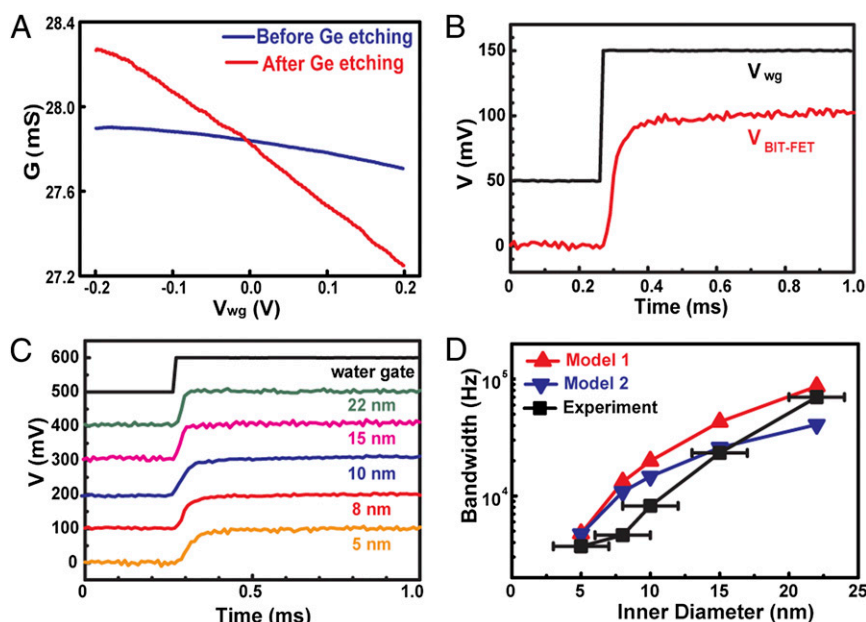 A
28.4
28.0
27.6
27.2
G (mS)
Before Ge etching
After Ge etching
-0.2 -0.1 0.0 0.1 0.2
Vwg (V)
B
150
100
50
0
V (mV)
Vwg
V BIT-FET
0 0.2 0.4 0.6 0.8 1.0
Time (ms)
C
600
500
400
300
200
100
0
V (mV)
water gate
22 nm
15 nm
10 nm
8 nm
5 nm
0 0.5 1.0
Time (ms)
D
10^5
10^4
Bandwidth (Hz)
Model 1
Model 2
Experiment
0 5 10 15 20 25
Inner Diameter (nm)